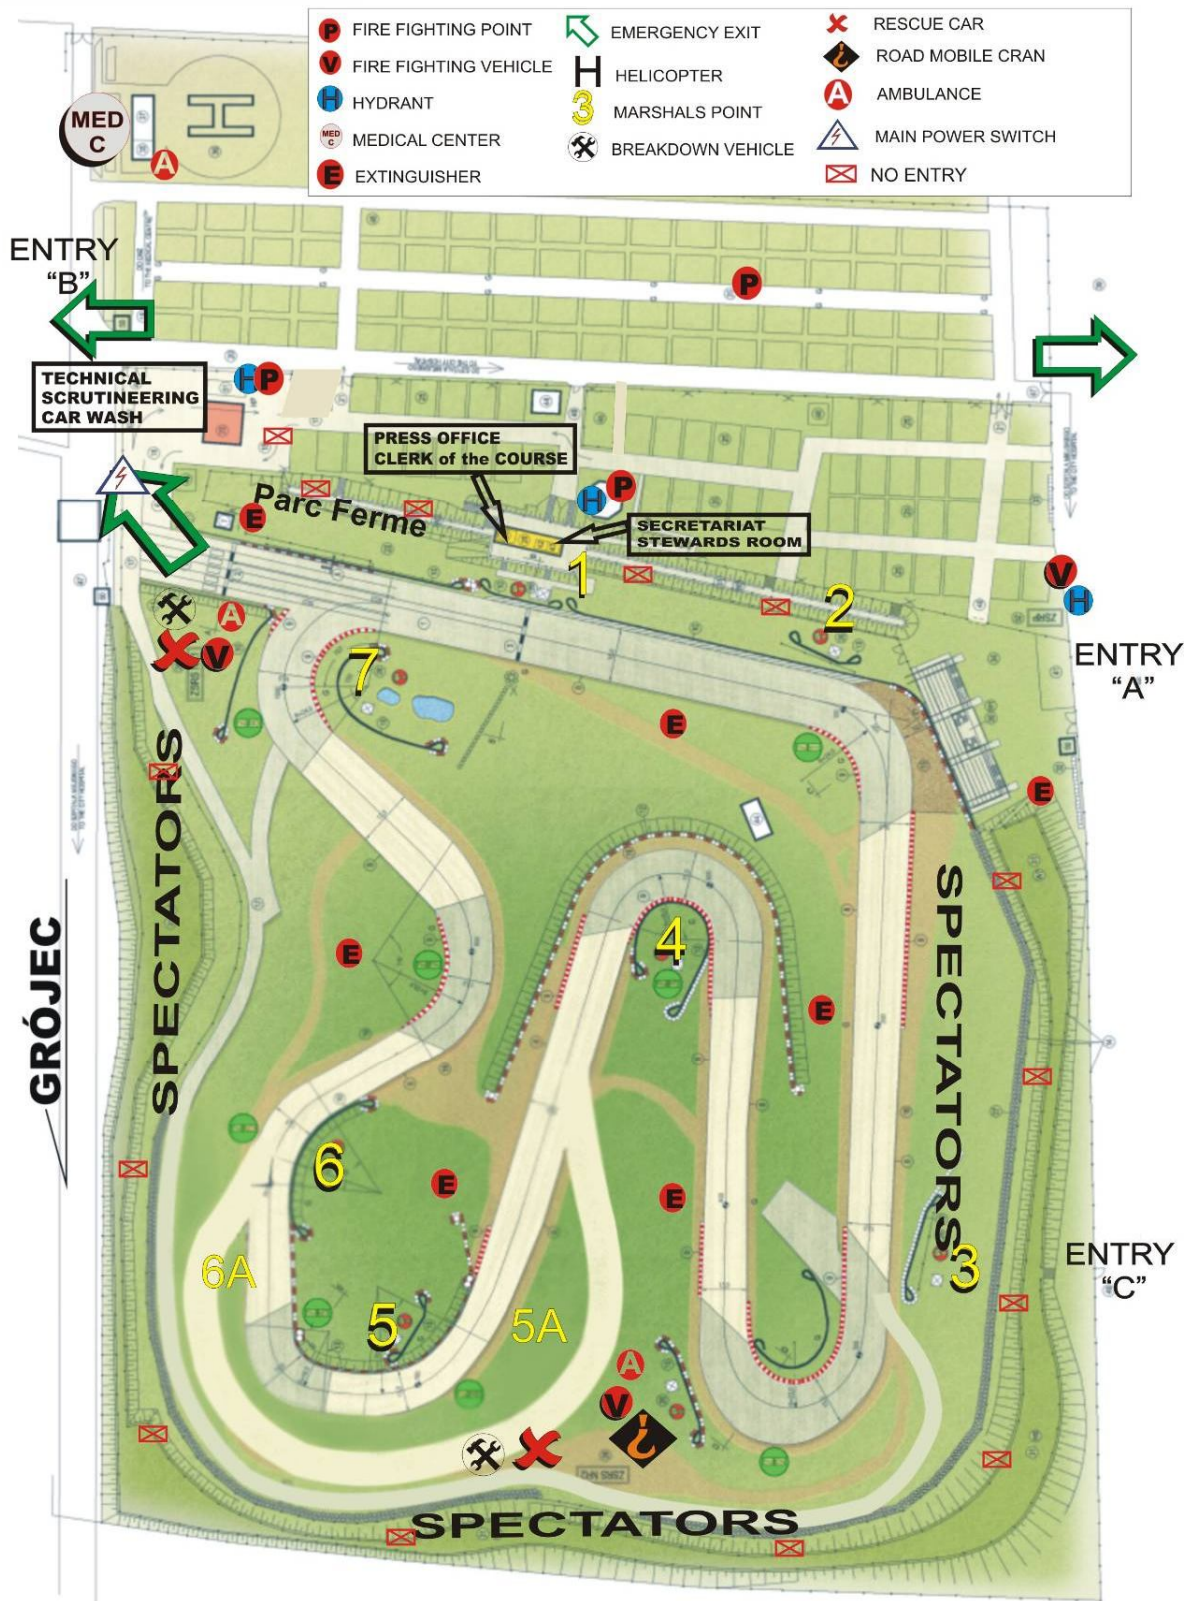 P FIRE FIGHTING POINT
V FIRE FIGHTING VEHICLE
H HYDRANT
MED C MEDICAL CENTER
E EXTINGUISHER
EMERGENCY EXIT
H HELICOPTER
3 MARSHALS POINT
BREAKDOWN VEHICLE
RESCUE CAR
ROAD MOBILE CRAN
A AMBULANCE
MAIN POWER SWITCH
NO ENTRY
MED
C
H
A
ENTRY
"B"
P
TECHNICAL
SCRUTINEERING
CAR WASH
H P
PRESS OFFICE
CLERK of the COURSE
Parc Ferme
E
H P
SECRETARIAT
STEWARDS ROOM
1
2
V
H
ENTRY
"A"
A
V
7
E
E
SPECTATORS
4
E
E
SPECTATORS
GRÓJEC
6
E
E
6A
5
5A
3
ENTRY
"C"
A
V
SPECTATORS